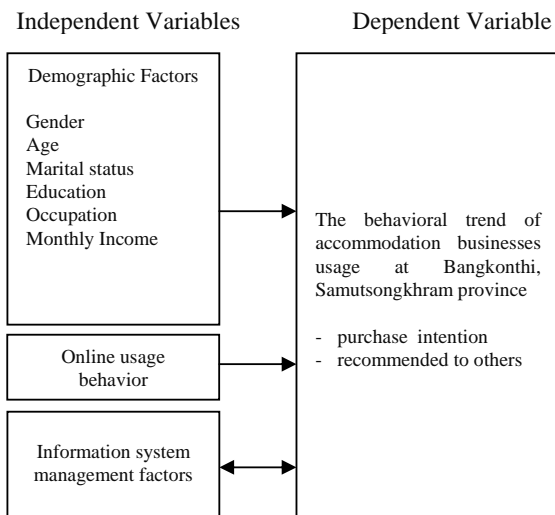 Independent Variables
Demographic Factors
Gender
Age
Marital status
Education
Occupation
Monthly Income
Online usage
behavior
Information system
management factors
Dependent Variable
The behavioral trend of
accommodation businesses
usage at Bangkonthi,
Samutsongkhram province
- purchase intention
- recommended to others